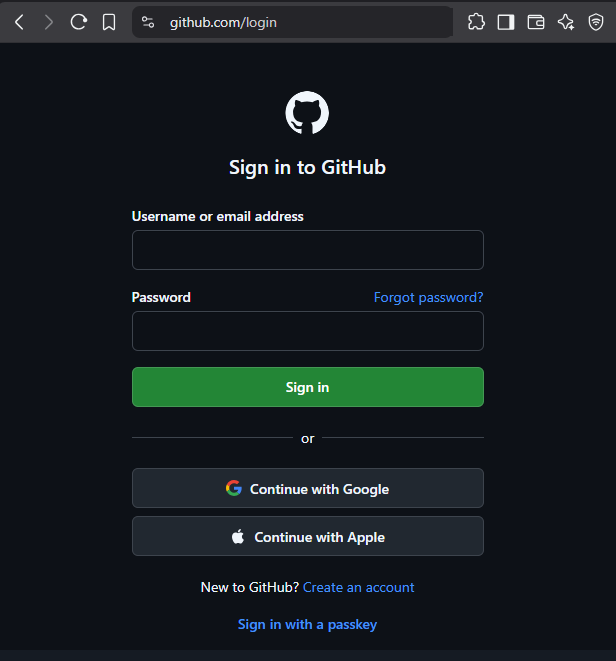 github.com/login
Sign in to GitHub
Username or email address
Password Forgot password?
Sign in
or
Continue with Google
Continue with Apple
New to GitHub? Create an account
Sign in with a passkey